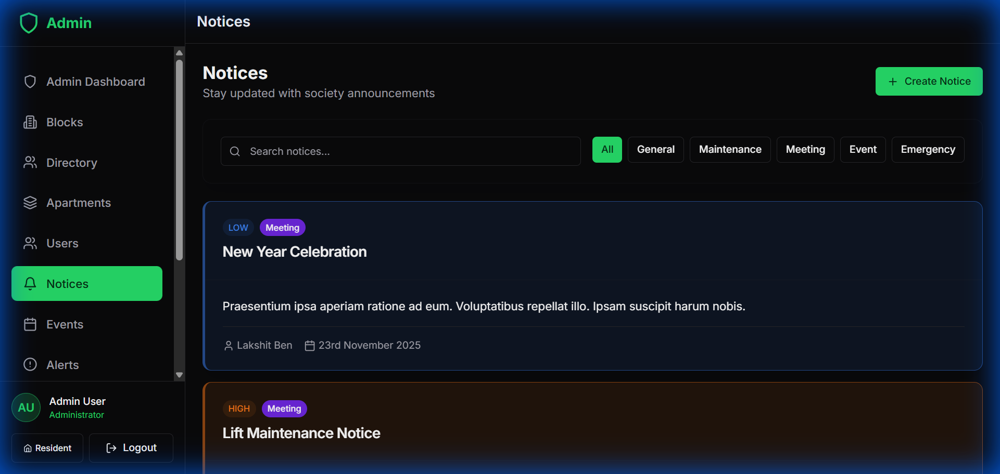 Admin
Admin Dashboard
Blocks
Directory
Apartments
Users
Notices
Events
Alerts
AU
Admin User
Administrator
Resident
Logout
Notices
Notices
Stay updated with society announcements
Create Notice
Search notices...
All
General
Maintenance
Meeting
Event
Emergency
LOW
Meeting
New Year Celebration
Praesentium ipsa aperiam ratione ad eum. Voluptatibus repellat illo. Ipsam suscipit harum nobis.
Lakshit Ben
23rd November 2025
HIGH
Meeting
Lift Maintenance Notice